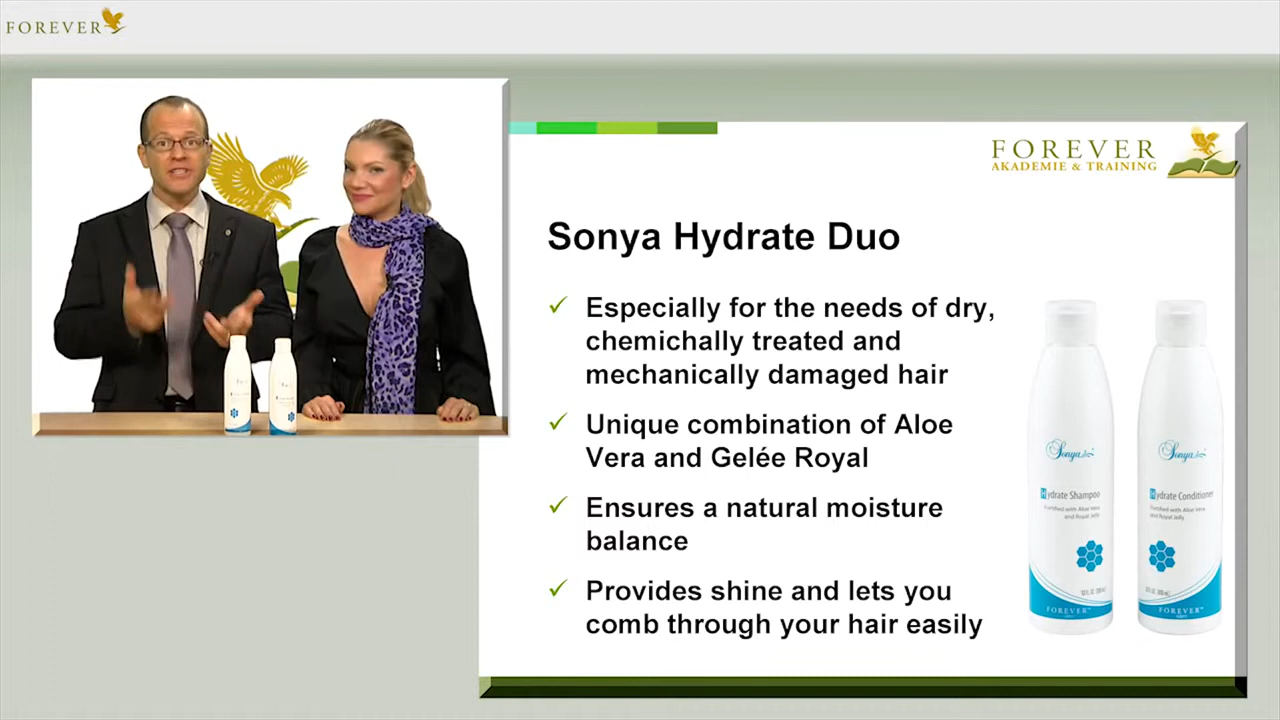 FOREVER
FOREVER
AKADEMIE & TRAINING
Sonya Hydrate Duo
Especially for the needs of dry,
chemichally treated and
mechanically damaged hair
Unique combination of Aloe
Vera and Gelée Royal
Ensures a natural moisture
balance
Provides shine and lets you
comb through your hair easily
Sonya
Hydrate Shampoo
Fortified with Aloe Vera
and Royal Jelly
FOREVER
Sonya
Hydrate Conditioner
Fortified with Aloe Vera
and Royal Jelly
FOREVER